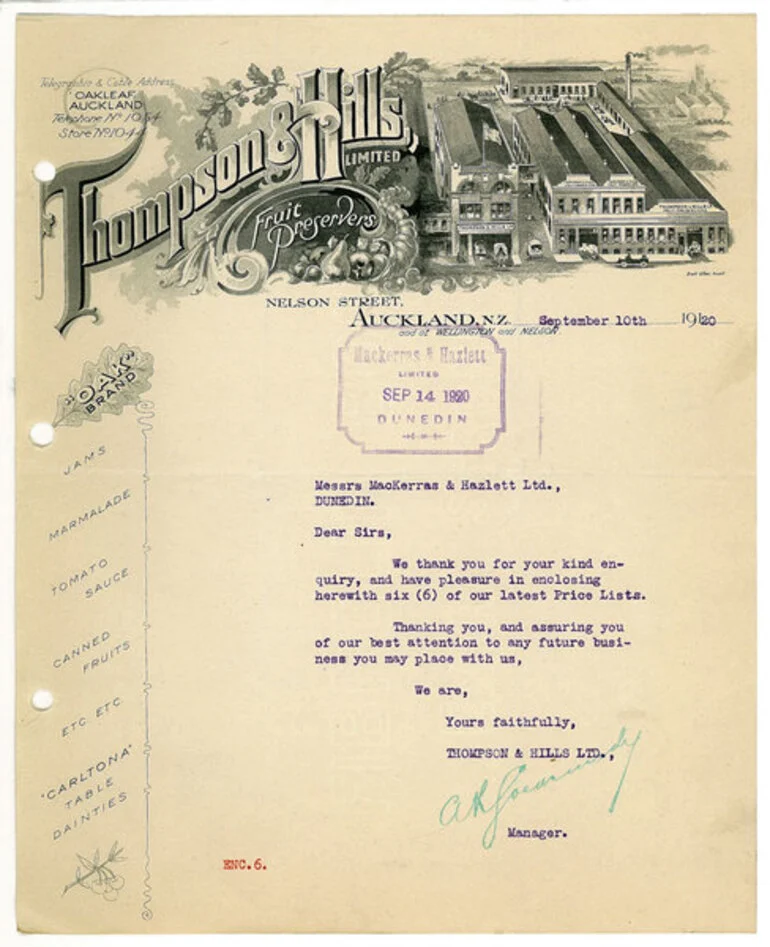 Telegraphic & Cable Address,
"OAKLEAF"
AUCKLAND
Telephone Nº 1054
Store Nº 1044
Thompson & Hills,
LIMITED
Fruit
Preservers
THOMPSON & HILLS LTD
NELSON STREET,
AUCKLAND, N.Z. September 10th 1920
and at WELLINGTON and NELSON.
Mackerras & Hazlett
LIMITED
SEP 14 1920
DUNEDIN
"OAK"
BRAND
JAMS
MARMALADE
TOMATO
SAUCE
CANNED
FRUITS
ETC. ETC.
"CARLTONA"
TABLE
DAINTIES
Messrs MacKerras & Hazlett Ltd.,
DUNEDIN.
Dear Sirs,
We thank you for your kind en-
quiry, and have pleasure in enclosing
herewith six (6) of our latest Price Lists.
Thanking you, and assuring you
of our best attention to any future busi-
ness you may place with us,
We are,
Yours faithfully,
THOMPSON & HILLS LTD.,
Manager.
ENC.6.